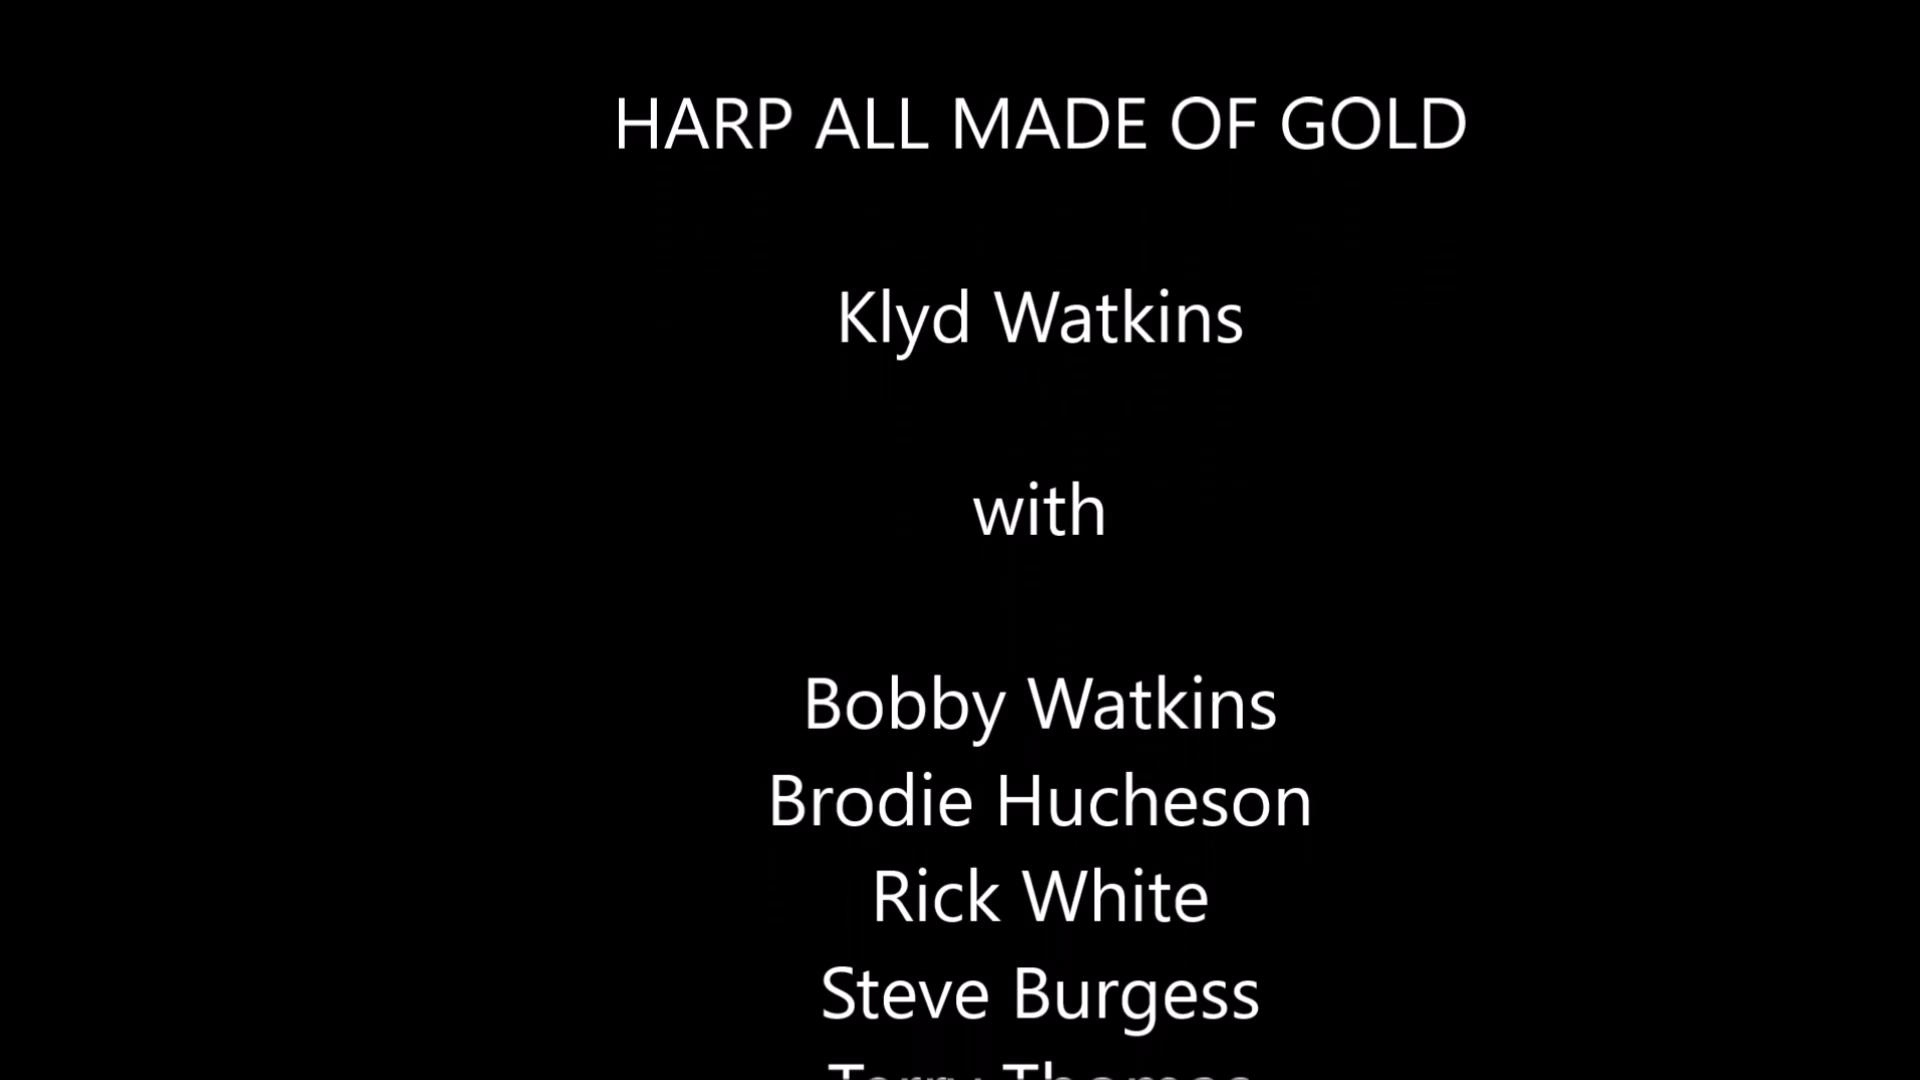 HARP ALL MADE OF GOLD
Klyd Watkins
with
Bobby Watkins
Brodie Hucheson
Rick White
Steve Burgess